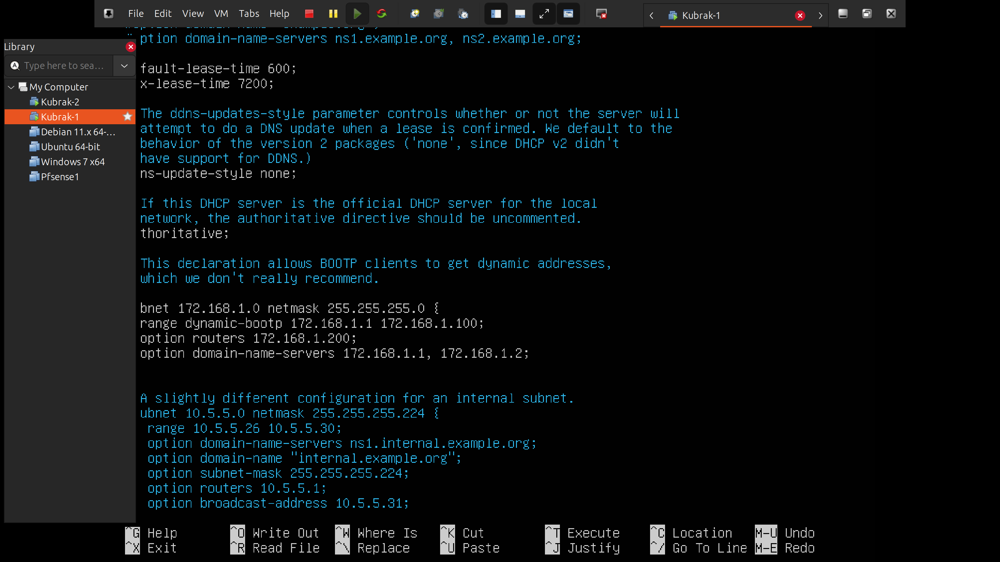 File Edit View VM Tabs Help
Kubrak-1
ption domain-name-servers ns1.example.org, ns2.example.org;
Library
Type here to sea...
My Computer
Kubrak-2
Kubrak-1
Debian 11.x 64-...
Ubuntu 64-bit
Windows 7 x64
Pfsense1
fault-lease-time 600;
x-lease-time 7200;
The ddns-updates-style parameter controls whether or not the server will
attempt to do a DNS update when a lease is confirmed. We default to the
behavior of the version 2 packages ('none', since DHCP v2 didn't
have support for DDNS.)
ns-update-style none;
If this DHCP server is the official DHCP server for the local
network, the authoritative directive should be uncommented.
thoritative;
This declaration allows BOOTP clients to get dynamic addresses,
which we don't really recommend.
bnet 172.168.1.0 netmask 255.255.255.0 {
range dynamic-bootp 172.168.1.1 172.168.1.100;
option routers 172.168.1.200;
option domain-name-servers 172.168.1.1, 172.168.1.2;
A slightly different configuration for an internal subnet.
ubnet 10.5.5.0 netmask 255.255.255.224 {
range 10.5.5.26 10.5.5.30;
option domain-name-servers ns1.internal.example.org;
option domain-name "internal.example.org";
option subnet-mask 255.255.255.224;
option routers 10.5.5.1;
option broadcast-address 10.5.5.31;
^G Help ^O Write Out ^W Where Is ^K Cut ^T Execute ^C Location M-U Undo
^X Exit ^R Read File ^\ Replace ^U Paste ^J Justify ^/ Go To Line M-E Redo